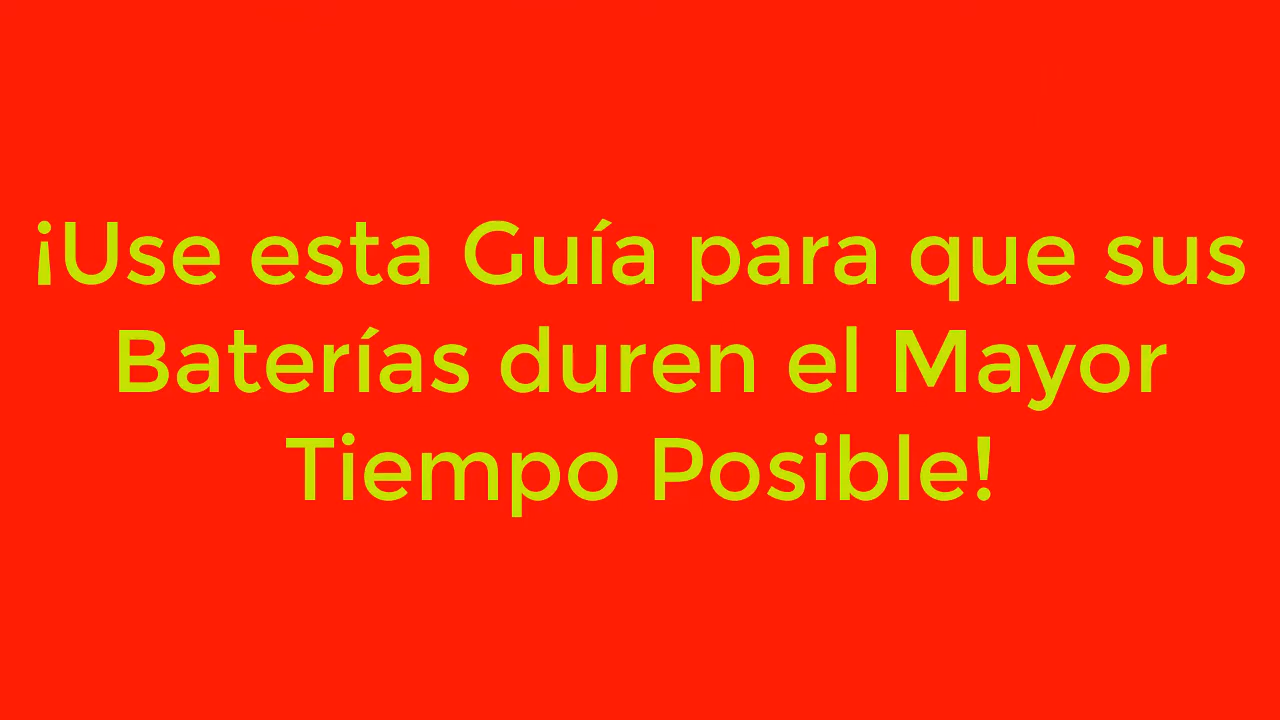 ¡Use esta Guía para que sus
Baterías duren el Mayor
Tiempo Posible!